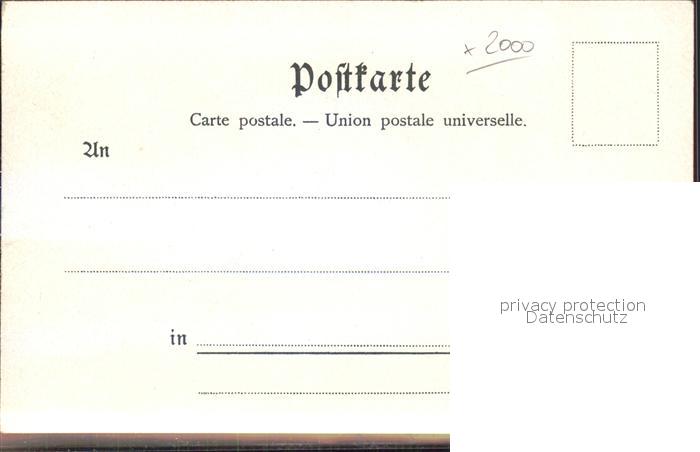 x 2000
Postkarte
Carte postale. — Union postale universelle.
An
in
privacy protection
Datenschutz